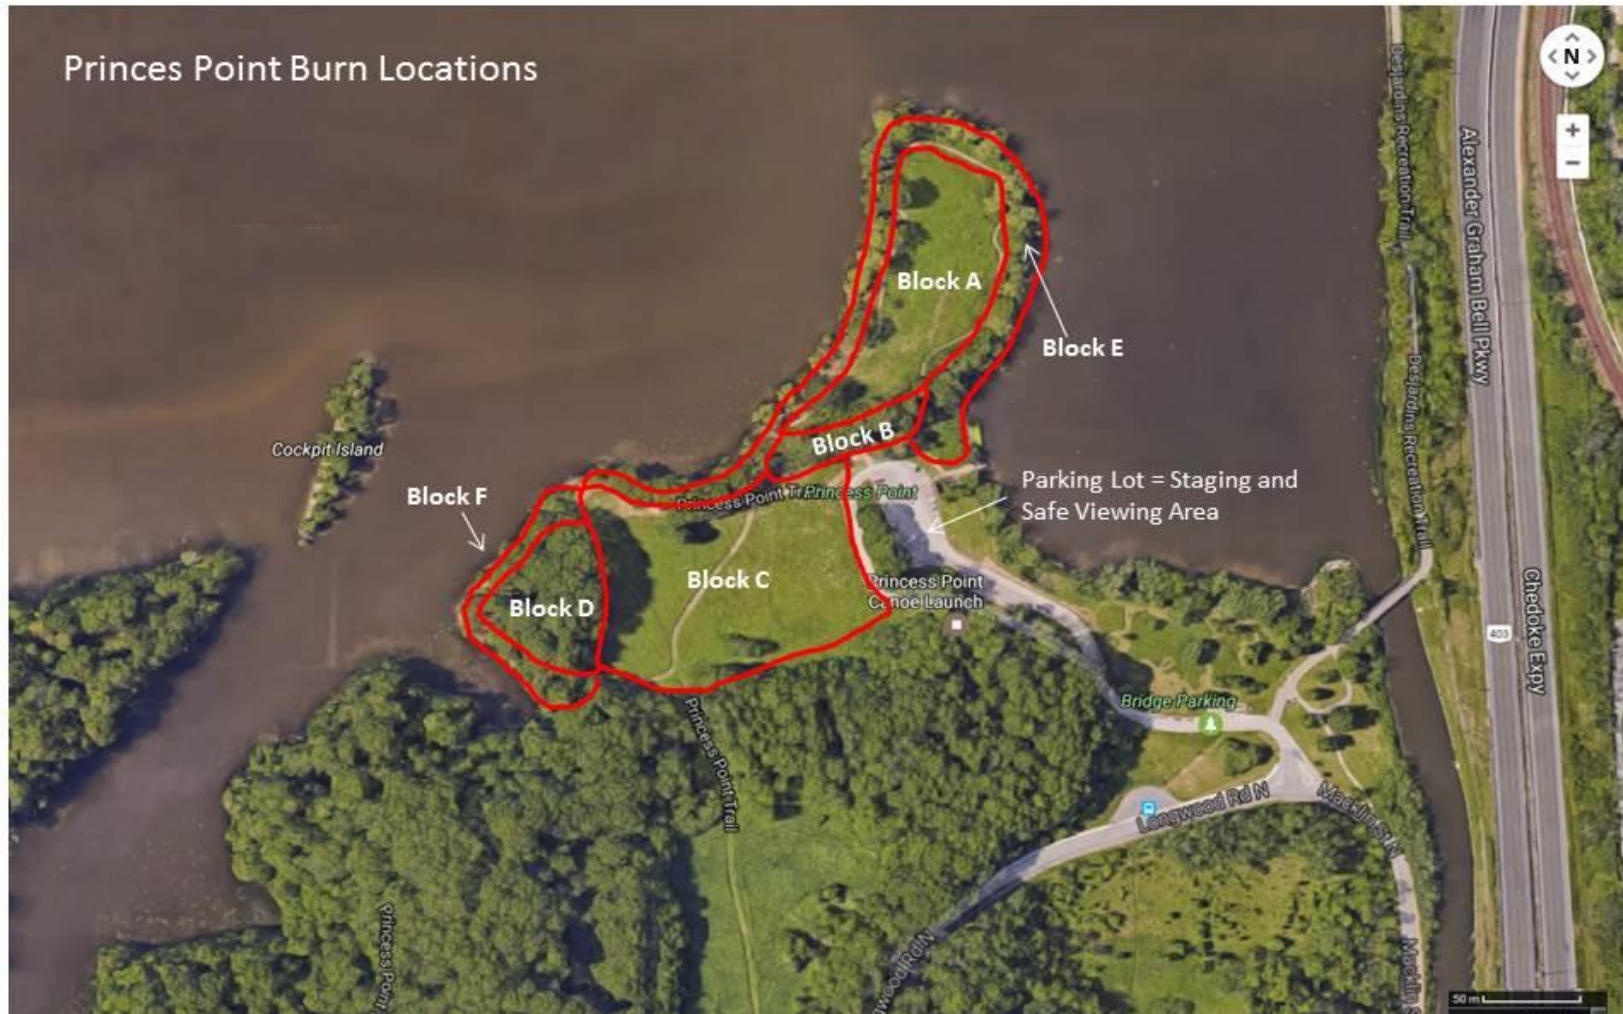 Princes Point Burn Locations
N
+
−
Desjardins Recreation Trail
Alexander Graham Bell Pkwy
Block A
Block E
Desjardins Recreation Trail
Block B
Cockpit Island
Block F
Princess Point
Princess Point
Parking Lot = Staging and
Safe Viewing Area
Block C
Block D
Princess Point
Canoe Launch
403
Chedoke Expy
Bridge Parking
Princess Point Trail
Longwood Rd N
Macklin St N
Princess Point
Longwood Rd N
Macklin S
50 m